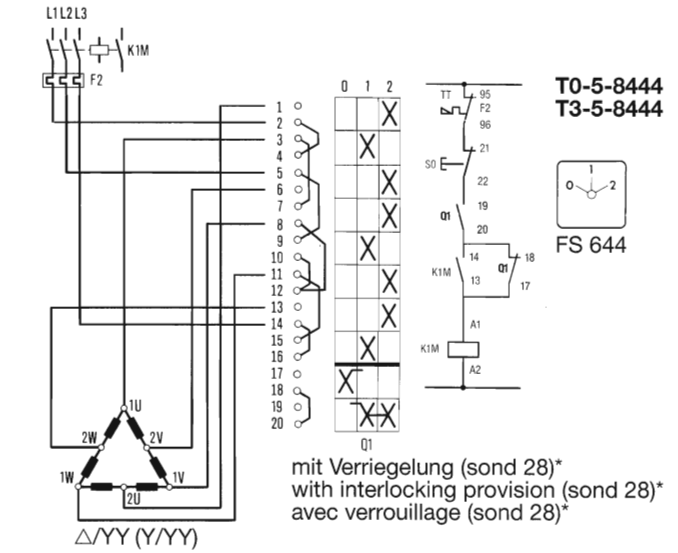 L1 L2 L3
K1M
F2
0 1 2
1
2
3
4
5
6
7
8
9
10
11
12
13
14
15
16
17
18
19
20
Q1
TT 95
F2
96
21
S0
22
19
Q1
20
14 18
K1M Q1
13 17
A1
K1M
A2
T0-5-8444
T3-5-8444
1
0 2
FS 644
1U
2W 2V
1W 1V
2U
△/YY (Y/YY)
mit Verriegelung (sond 28)*
with interlocking provision (sond 28)*
avec verrouillage (sond 28)*